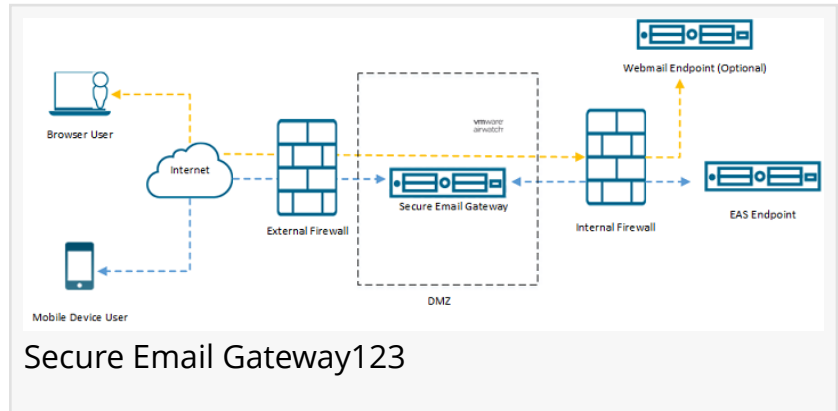 Webmail Endpoint (Optional)
vmware
airwatch
Browser User
Internet
Secure Email Gateway
EAS Endpoint
External Firewall
Internal Firewall
DMZ
Mobile Device User
Secure Email Gateway123